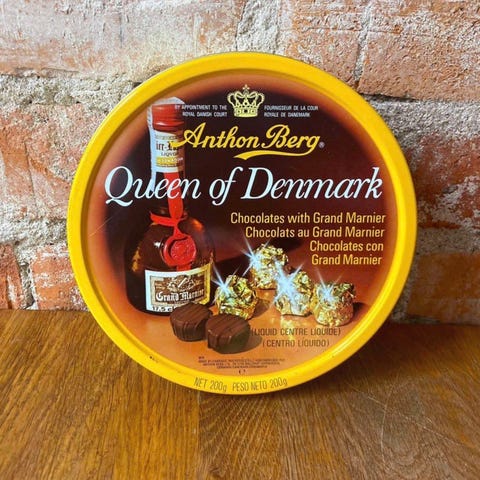 BY APPOINTMENT TO THE
ROYAL DANISH COURT
FOURNISSEUR DE LA COUR
ROYALE DE DANEMARK
Anthon Berg®
Queen of Denmark
Chocolates with Grand Marnier
Chocolats au Grand Marnier
Chocolates con
Grand Marnier
Grand Marnier
(LIQUID CENTRE LIQUIDE)
(CENTRO LIQUIDO)
NET 200g PESO NETO 200g